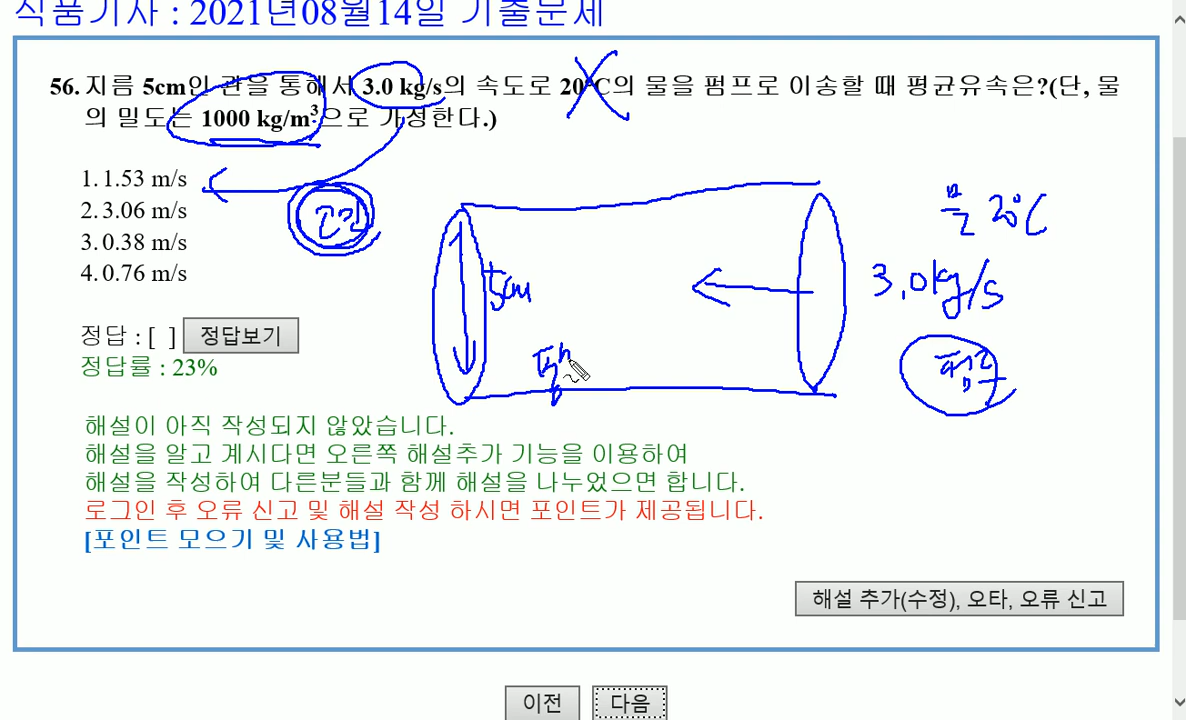 식품기사 : 2021년08월14일 기출문제
56. 지름 5cm인 관을 통해서 3.0 kg/s의 속도로 20℃의 물을 펌프로 이송할 때 평균유속은?(단, 물
의 밀도는 1000 kg/m³으로 가정한다.)
1. 1.53 m/s
2. 3.06 m/s
3. 0.38 m/s
4. 0.76 m/s
물 20℃
5cm
3.0kg/s
펌프
정답 : [ ] 정답보기
정답률 : 23%
해설이 아직 작성되지 않았습니다.
해설을 알고 계시다면 오른쪽 해설추가 기능을 이용하여
해설을 작성하여 다른분들과 함께 해설을 나누었으면 합니다.
로그인 후 오류 신고 및 해설 작성 하시면 포인트가 제공됩니다.
[포인트 모으기 및 사용법]
해설 추가(수정), 오타, 오류 신고
이전 다음